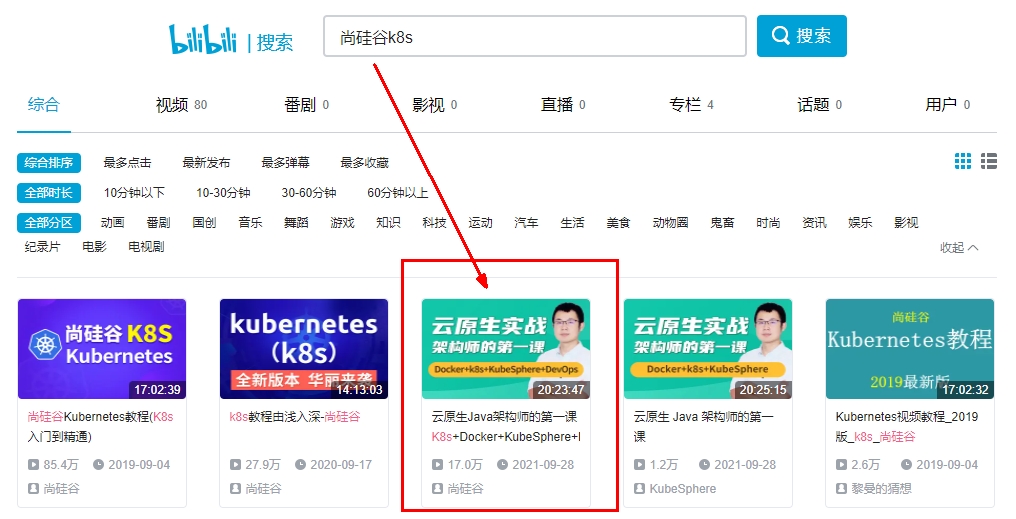 bilibili | 搜索
尚硅谷k8s
搜索
综合 视频 80 番剧 0 影视 0 直播 0 专栏 4 话题 0 用户 0
综合排序 最多点击 最新发布 最多弹幕 最多收藏
全部时长 10分钟以下 10-30分钟 30-60分钟 60分钟以上
全部分区 动画 番剧 国创 音乐 舞蹈 游戏 知识 科技 运动 汽车 生活 美食 动物圈 鬼畜 时尚 资讯 娱乐 影视
纪录片 电影 电视剧 收起
尚硅谷 K8S
Kubernetes
17:02:39
尚硅谷Kubernetes教程(K8s
入门到精通)
85.4万 2019-09-04
尚硅谷
kubernetes
(k8s)
全新版本 华丽来袭
14:13:03
k8s教程由浅入深-尚硅谷
27.9万 2020-09-17
尚硅谷
云原生实战
架构师的第一课
Docker+k8s+KubeSphere+DevOps
20:23:47
云原生Java架构师的第一课
K8s+Docker+KubeSphere+
17.0万 2021-09-28
尚硅谷
云原生实战
架构师的第一课
Docker+k8s+KubeSphere
20:25:15
云原生 Java 架构师的第一
课
1.2万 2021-09-28
KubeSphere
尚硅谷
Kubernetes教程
2019最新版
17:02:32
Kubernetes视频教程_2019
版_k8s_尚硅谷
2.6万 2019-09-04
黎曼的猜想